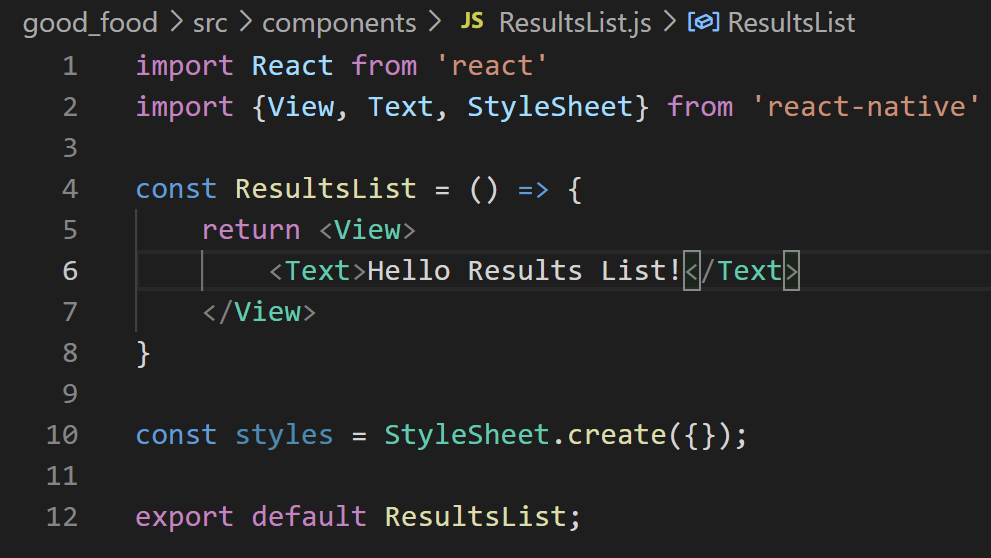 good_food > src > components > JS ResultsList.js > ResultsList
1 import React from 'react'
2 import {View, Text, StyleSheet} from 'react-native'
3
4 const ResultsList = () => {
5     return <View>
6         <Text>Hello Results List!</Text>
7     </View>
8 }
9
10 const styles = StyleSheet.create({});
11
12 export default ResultsList;